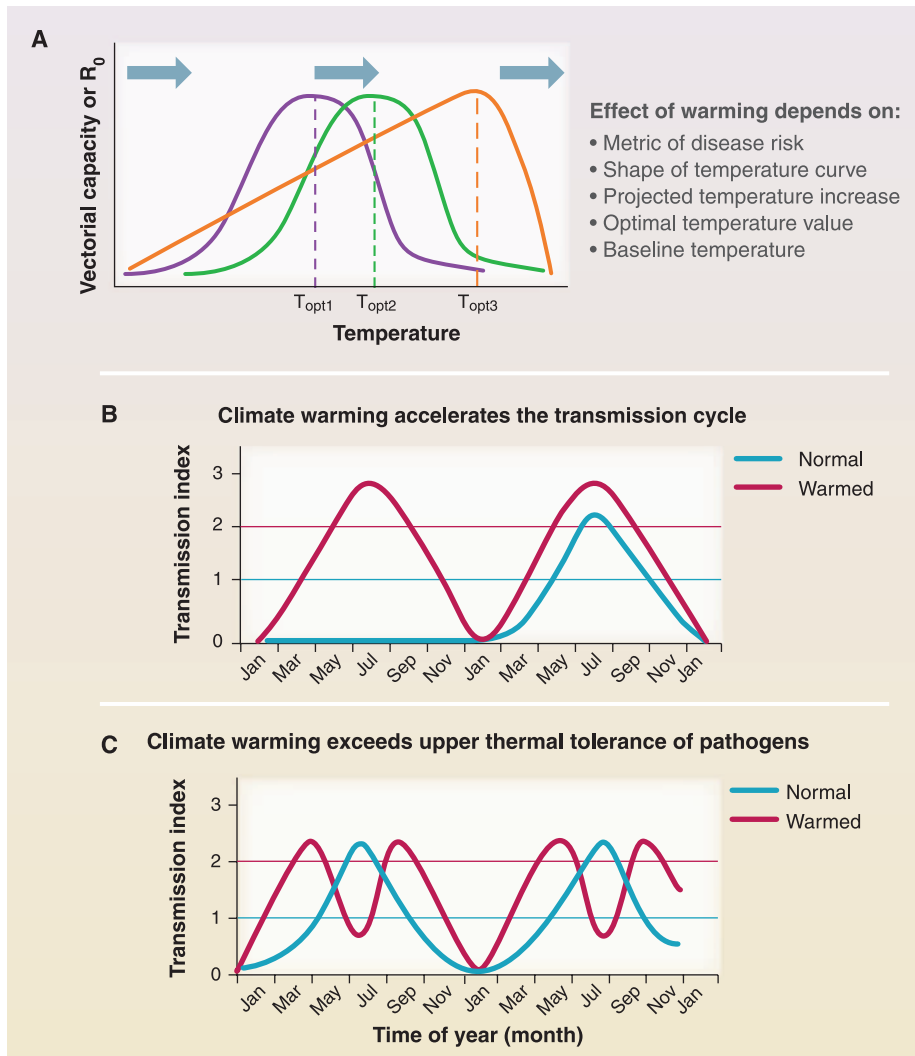 A
Vectorial capacity or R0
Effect of warming depends on:
• Metric of disease risk
• Shape of temperature curve
• Projected temperature increase
• Optimal temperature value
• Baseline temperature
Topt1 Topt2 Topt3
Temperature
B Climate warming accelerates the transmission cycle
Transmission index
3
2
1
0
Normal
Warmed
Jan Mar May Jul Sep Nov Jan Mar May Jul Sep Nov Jan
C Climate warming exceeds upper thermal tolerance of pathogens
Transmission index
3
2
1
0
Normal
Warmed
Jan Mar May Jul Sep Nov Jan Mar May Jul Sep Nov Jan
Time of year (month)